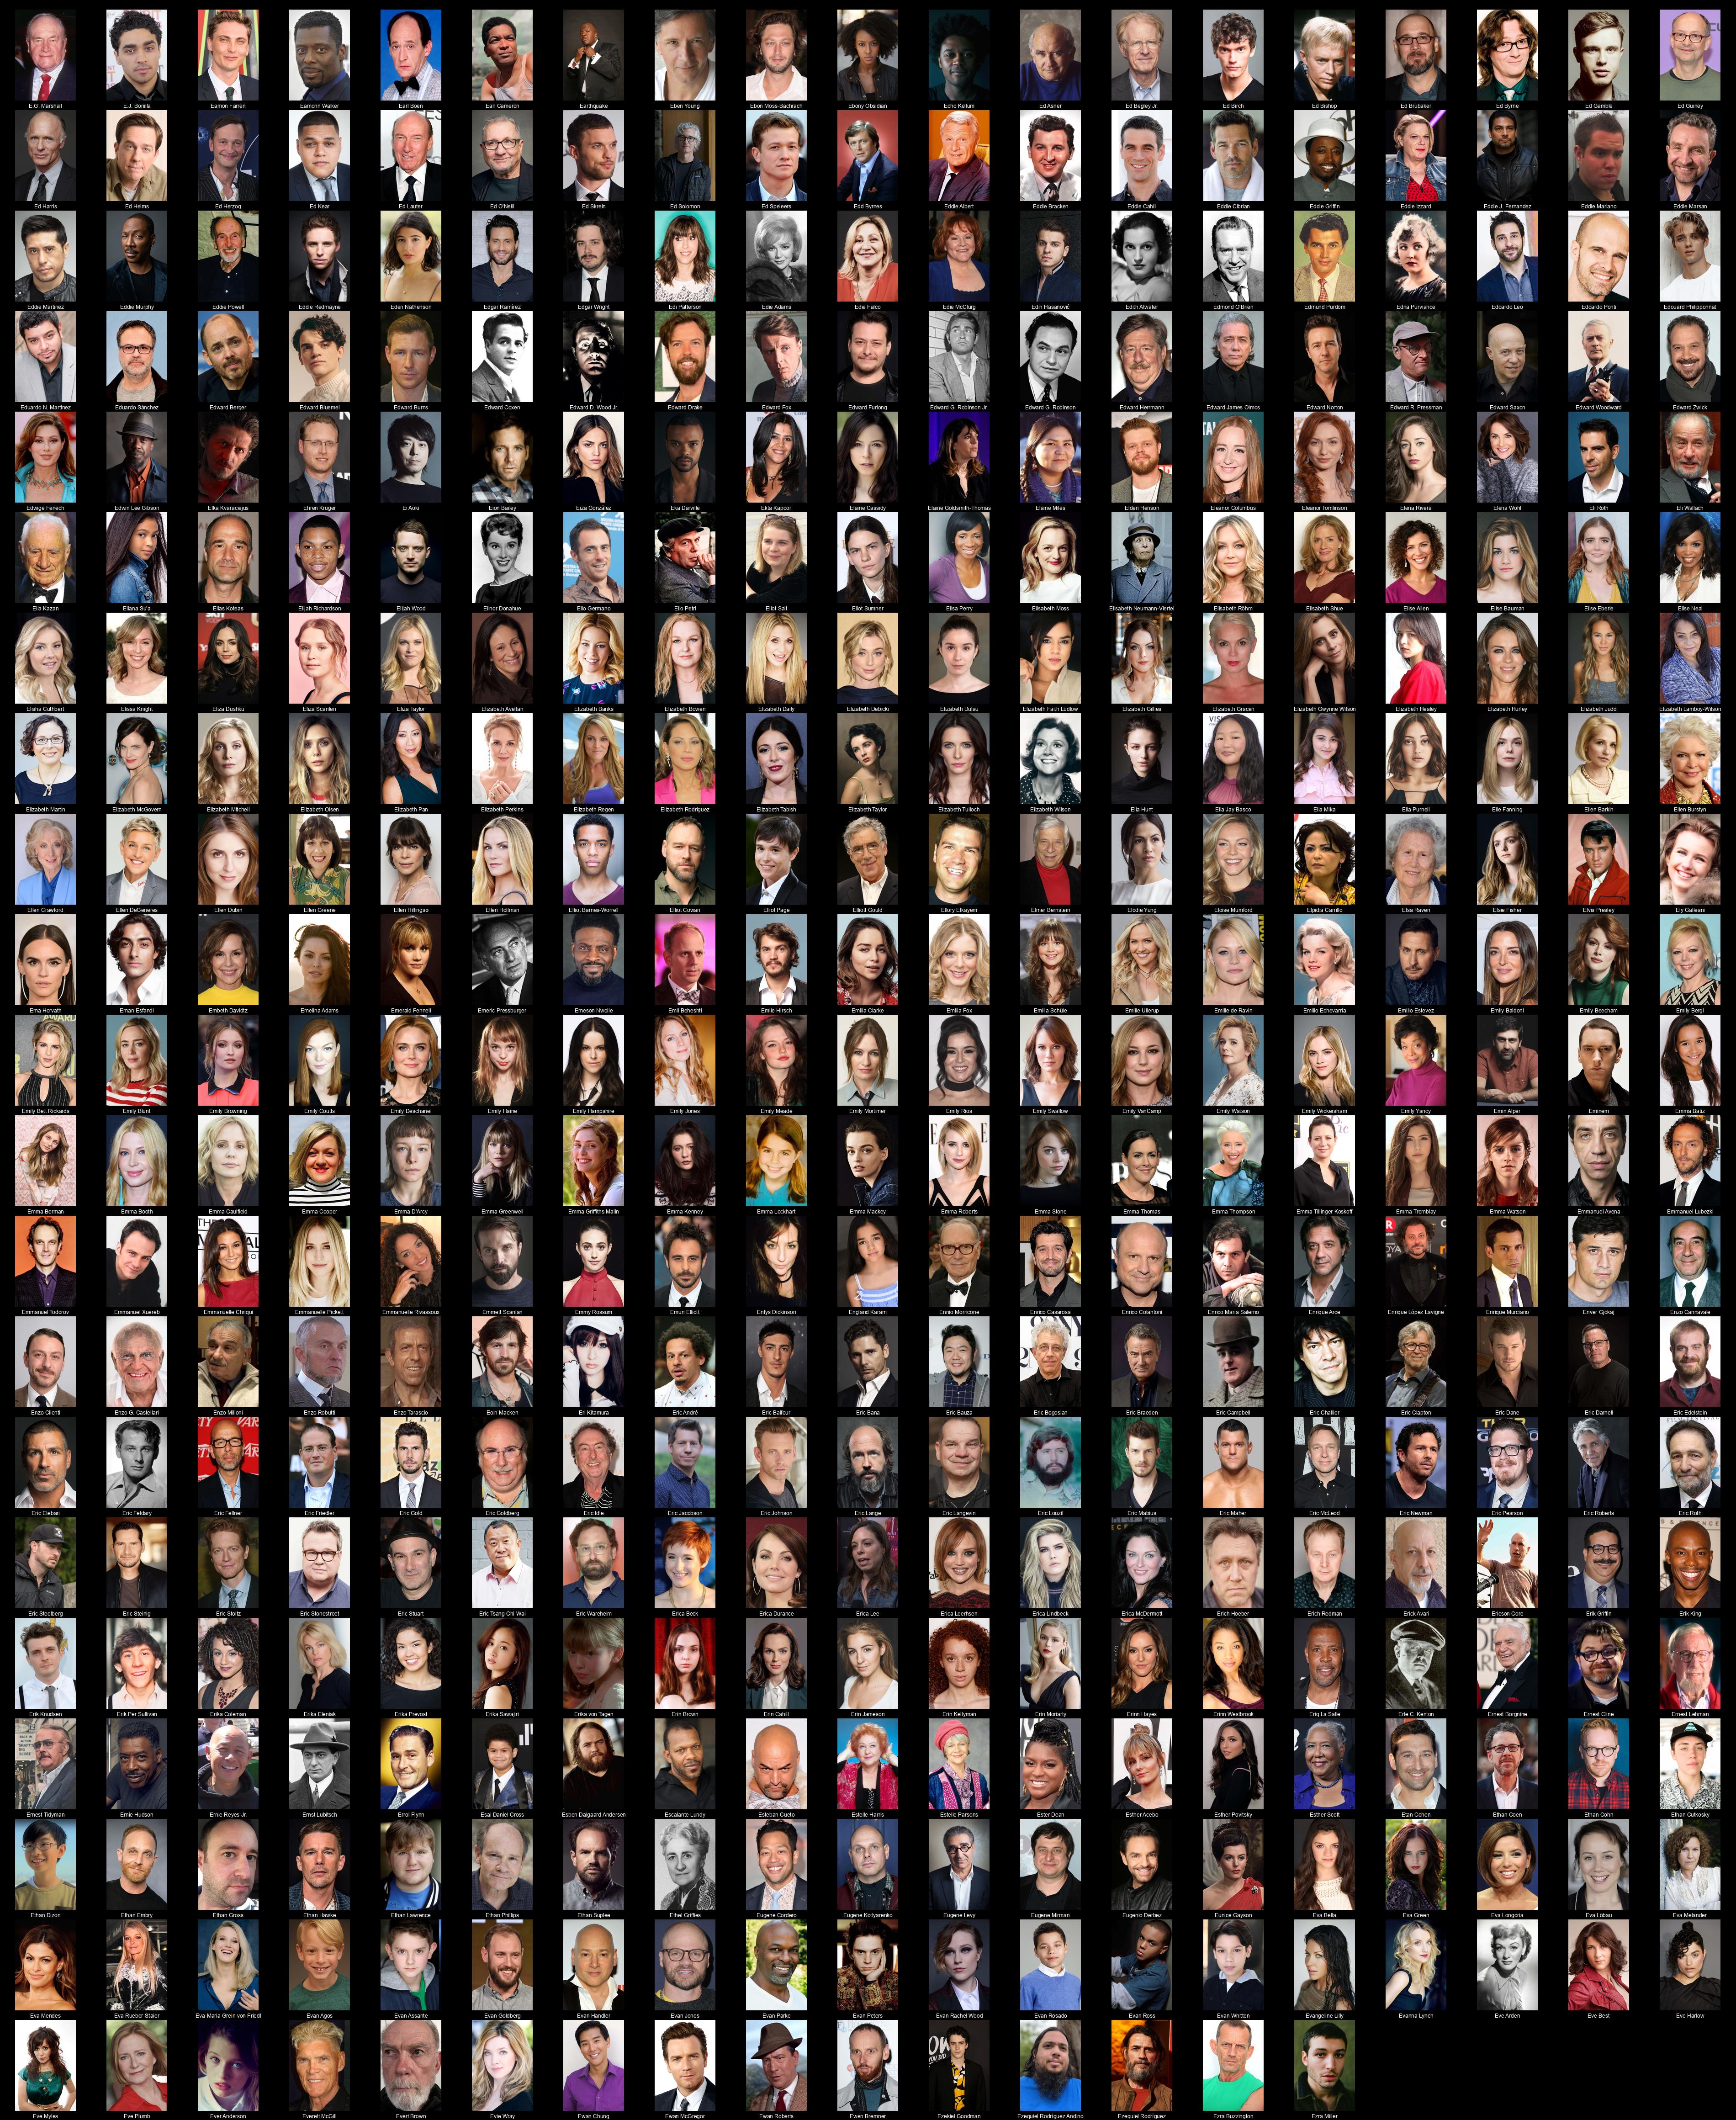 E.G. Marshall E.J. Bonilla Eamon Farren Eamonn Walker Earl Boen Earl Cameron Earthquake Eben Young Ebon Moss-Bachrach Ebony Obsidian Echo Kellum Ed Asner Ed Begley Jr. Ed Birch Ed Bishop Ed Brubaker Ed Byrne Ed Gamble Ed Guiney
Ed Harris Ed Helms Ed Herzog Ed Kear Ed Lauter Ed O'Neill Ed Skrein Ed Solomon Ed Speleers Edd Byrnes Eddie Albert Eddie Bracken Eddie Cahill Eddie Cibrian Eddie Griffin Eddie Izzard Eddie J. Fernandez Eddie Mariano Eddie Marsan
Eddie Martinez Eddie Murphy Eddie Powell Eddie Redmayne Eden Nathenson Edgar Ramírez Edgar Wright Edi Patterson Edie Adams Edie Falco Edie McClurg Edin Hasanović Edith Atwater Edmond O'Brien Edmund Purdom Edna Purviance Edoardo Leo Edoardo Ponti Edouard Philipponnat
Eduardo N. Martinez Eduardo Sánchez Edward Berger Edward Bluemel Edward Burns Edward Coxen Edward D. Wood Jr. Edward Drake Edward Fox Edward Furlong Edward G. Robinson Jr. Edward G. Robinson Edward Herrmann Edward James Olmos Edward Norton Edward R. Pressman Edward Saxon Edward Woodward Edward Zwick
Edwige Fenech Edwin Lee Gibson Efka Kvaraciejus Ehren Kruger Ei Aoki Eion Bailey Eiza González Eka Darville Ekta Kapoor Elaine Cassidy Elaine Goldsmith-Thomas Elaine Miles Elden Henson Eleanor Columbus Eleanor Tomlinson Elena Rivera Elena Wohl Eli Roth Eli Wallach
Elia Kazan Eliana Su'a Elias Koteas Elijah Richardson Elijah Wood Elinor Donahue Elio Germano Elio Petri Eliot Salt Eliot Sumner Elisa Perry Elisabeth Moss Elisabeth Neumann-Viertel Elisabeth Röhm Elisabeth Shue Elise Allen Elise Bauman Elise Eberle Elise Neal
Elisha Cuthbert Elissa Knight Eliza Dushku Eliza Scanlen Eliza Taylor Elizabeth Avellan Elizabeth Banks Elizabeth Bowen Elizabeth Daily Elizabeth Debicki Elizabeth Dulau Elizabeth Faith Ludlow Elizabeth Gillies Elizabeth Gracen Elizabeth Gwynne Wilson Elizabeth Healey Elizabeth Hurley Elizabeth Judd Elizabeth Lamboy-Wilson
Elizabeth Martin Elizabeth McGovern Elizabeth Mitchell Elizabeth Olsen Elizabeth Pan Elizabeth Perkins Elizabeth Regen Elizabeth Rodriguez Elizabeth Tabish Elizabeth Taylor Elizabeth Tulloch Elizabeth Wilson Ella Hunt Ella Jay Basco Ella Mika Ella Purnell Elle Fanning Ellen Barkin Ellen Burstyn
Ellen Crawford Ellen DeGeneres Ellen Dubin Ellen Greene Ellen Hillingsø Ellen Hollman Elliot Barnes-Worrell Elliot Cowan Elliot Page Elliott Gould Ellory Elkayem Elmer Bernstein Elodie Yung Eloise Mumford Elpidia Carrillo Elsa Raven Elsie Fisher Elvis Presley Ely Galleani
Ema Horvath Eman Esfandi Embeth Davidtz Emelina Adams Emerald Fennell Emeric Pressburger Emeson Nwolie Emil Beheshti Emile Hirsch Emilia Clarke Emilia Fox Emilia Schüle Emilie Ullerup Emilie de Ravin Emilio Echevarría Emilio Estevez Emily Baldoni Emily Beecham Emily Bergl
Emily Bett Rickards Emily Blunt Emily Browning Emily Coutts Emily Deschanel Emily Haine Emily Hampshire Emily Jones Emily Meade Emily Mortimer Emily Rios Emily Swallow Emily VanCamp Emily Watson Emily Wickersham Emily Yancy Emin Alper Eminem Emma Batiz
Emma Berman Emma Booth Emma Caulfield Emma Cooper Emma D'Arcy Emma Greenwell Emma Griffiths Malin Emma Kenney Emma Lockhart Emma Mackey Emma Roberts Emma Stone Emma Thomas Emma Thompson Emma Tillinger Koskoff Emma Tremblay Emma Watson Emmanuel Avena Emmanuel Lubezki
Emmanuel Todorov Emmanuel Xuereb Emmanuelle Chriqui Emmanuelle Pickett Emmanuelle Rivassoux Emmett Scanlan Emmy Rossum Emun Elliott Enfys Dickinson England Karam Ennio Morricone Enrico Casarosa Enrico Colantoni Enrico Maria Salerno Enrique Arce Enrique López Lavigne Enrique Murciano Enver Gjokaj Enzo Cannavale
Enzo Cilenti Enzo G. Castellari Enzo Milioni Enzo Robutti Enzo Tarascio Eoin Macken Eri Kitamura Eric André Eric Balfour Eric Bana Eric Bauza Eric Bogosian Eric Braeden Eric Campbell Eric Challier Eric Clapton Eric Dane Eric Darnell Eric Edelstein
Eric Etebari Eric Feldary Eric Fellner Eric Friedler Eric Gold Eric Goldberg Eric Idle Eric Jacobson Eric Johnson Eric Lange Eric Langevin Eric Louzil Eric Mabius Eric Maher Eric McLeod Eric Newman Eric Pearson Eric Roberts Eric Roth
Eric Steelberg Eric Steinig Eric Stoltz Eric Stonestreet Eric Stuart Eric Tsang Chi-Wai Eric Wareheim Erica Beck Erica Durance Erica Lee Erica Leerhsen Erica Lindbeck Erica McDermott Erich Hoeber Erich Redman Erick Avari Ericson Core Erik Griffin Erik King
Erik Knudsen Erik Per Sullivan Erika Coleman Erika Eleniak Erika Prevost Erika Sawajiri Erika von Tagen Erin Brown Erin Cahill Erin Jameson Erin Kellyman Erin Moriarty Erinn Hayes Erinn Westbrook Eriq La Salle Erle C. Kenton Ernest Borgnine Ernest Cline Ernest Lehman
Ernest Tidyman Ernie Hudson Ernie Reyes Jr. Ernst Lubitsch Errol Flynn Esai Daniel Cross Esben Dalgaard Andersen Escalante Lundy Esteban Cueto Estelle Harris Estelle Parsons Ester Dean Esther Acebo Esther Povitsky Esther Scott Etan Cohen Ethan Coen Ethan Cohn Ethan Cutkosky
Ethan Dizon Ethan Embry Ethan Gross Ethan Hawke Ethan Lawrence Ethan Phillips Ethan Suplee Ethel Griffies Eugene Cordero Eugene Kotlyarenko Eugene Levy Eugene Mirman Eugenio Derbez Eunice Gayson Eva Bella Eva Green Eva Longoria Eva Löbau Eva Melander
Eva Mendes Eva Rueber-Staier Eva-Maria Grein von Friedl Evan Agos Evan Assante Evan Goldberg Evan Handler Evan Jones Evan Parke Evan Peters Evan Rachel Wood Evan Rosado Evan Ross Evan Whitten Evangeline Lilly Evanna Lynch Eve Arden Eve Best Eve Harlow
Eve Myles Eve Plumb Ever Anderson Everett McGill Evert Brown Evie Wray Ewan Chung Ewan McGregor Ewan Roberts Ewen Bremner Ezekiel Goodman Ezequiel Rodríguez Andino Ezequiel Rodríguez Ezra Buzzington Ezra Miller